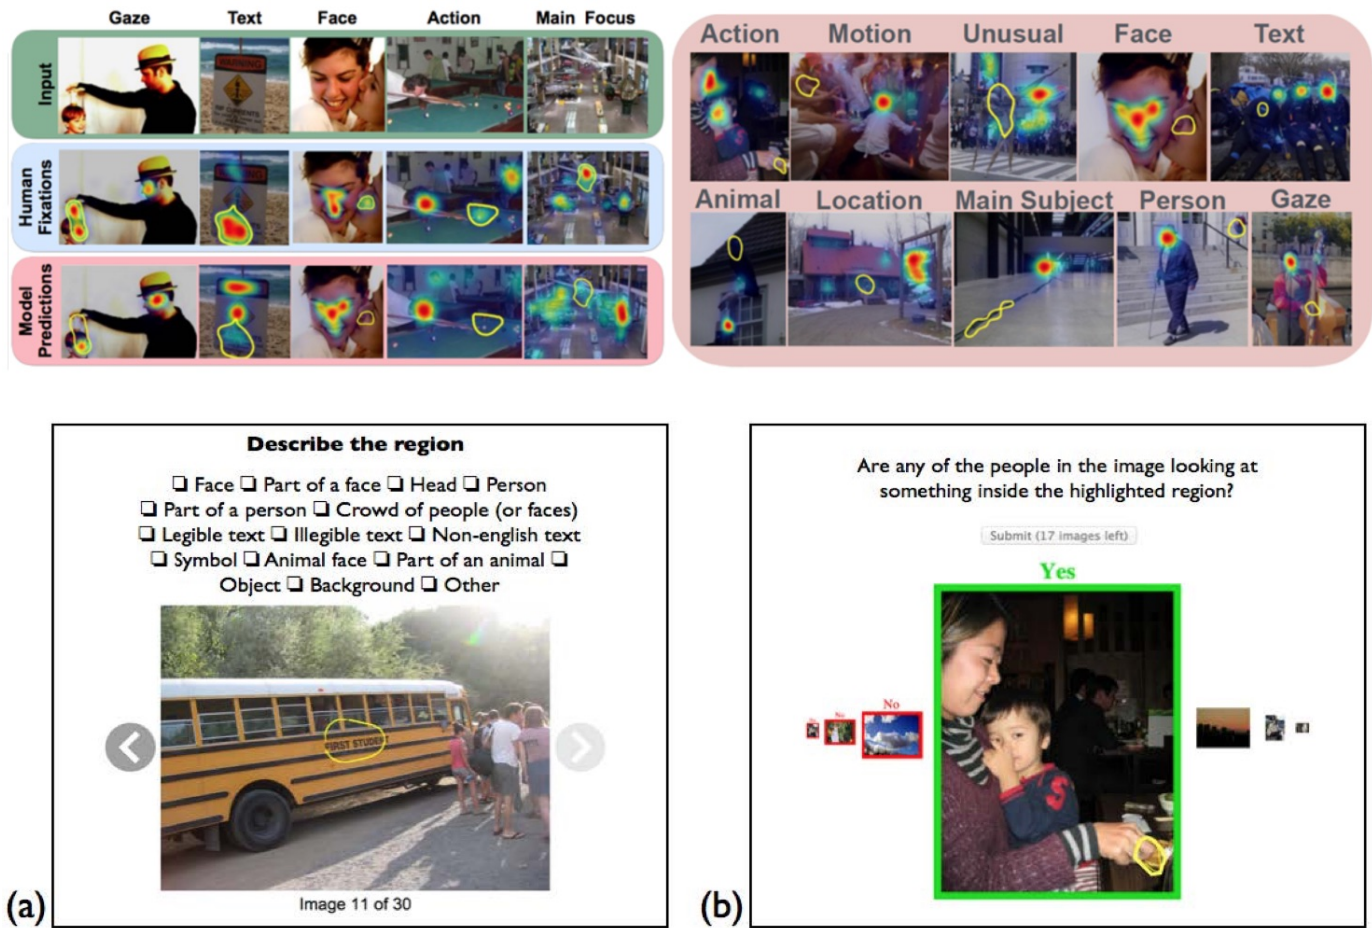 Gaze Text Face Action Main Focus
Input
Human
Fixations
Model
Predictions
WARNING
Action Motion Unusual Face Text
Animal Location Main Subject Person Gaze
Describe the region
❏ Face ❏ Part of a face ❏ Head ❏ Person
❏ Part of a person ❏ Crowd of people (or faces)
❏ Legible text ❏ Illegible text ❏ Non-english text
❏ Symbol ❏ Animal face ❏ Part of an animal ❏
Object ❏ Background ❏ Other
FIRST STUDENT
Image 11 of 30
(a)
Are any of the people in the image looking at
something inside the highlighted region?
Submit (17 images left)
Yes
No
No
S
(b)